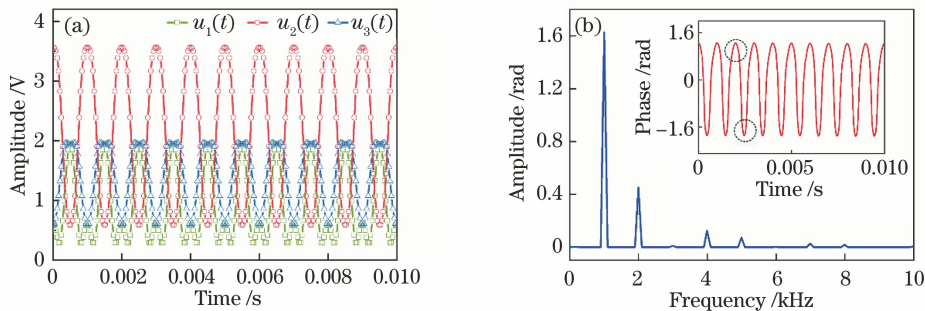 (a)
u₁(t) u₂(t) u₃(t)
4
3
2
1
0
Amplitude /V
0 0.002 0.004 0.006 0.008 0.010
Time /s
(b)
1.6
1.2
0.8
0.4
0
Amplitude /rad
0 2 4 6 8 10
Frequency /kHz
1.6
0
−1.6
Phase /rad
0 0.005 0.010
Time /s